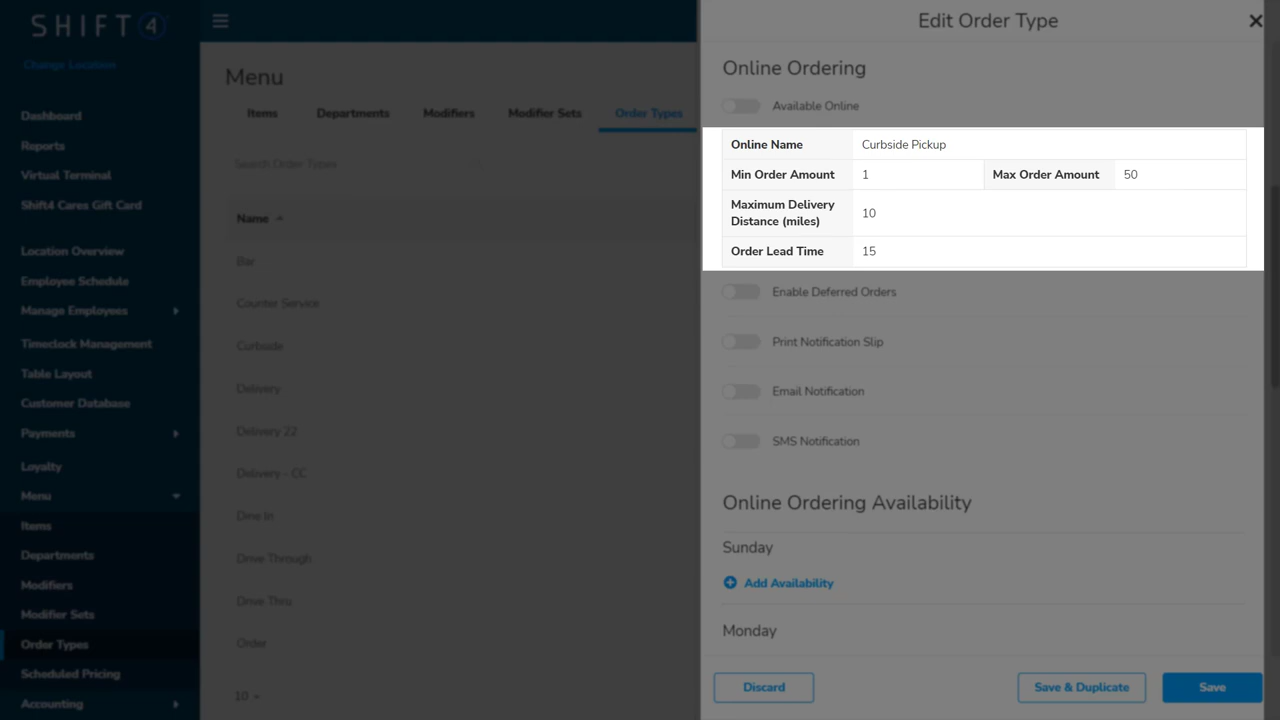 SHIFT4
Change Location
Dashboard
Reports
Virtual Terminal
Shift4 Cares Gift Card
Location Overview
Employee Schedule
Manage Employees
Timeclock Management
Table Layout
Customer Database
Payments
Loyalty
Menu
Items
Departments
Modifiers
Modifier Sets
Order Types
Scheduled Pricing
Accounting
Menu
Items Departments Modifiers Modifier Sets Order Types
Search Order Types
Name
Bar
Counter Service
Curbside
Delivery
Delivery 22
Delivery - CC
Dine In
Drive Through
Drive Thru
Order
10
Edit Order Type
Online Ordering
Available Online
Online Name Curbside Pickup
Min Order Amount 1 Max Order Amount 50
Maximum Delivery
Distance (miles) 10
Order Lead Time 15
Enable Deferred Orders
Print Notification Slip
Email Notification
SMS Notification
Online Ordering Availability
Sunday
Add Availability
Monday
Discard Save & Duplicate Save